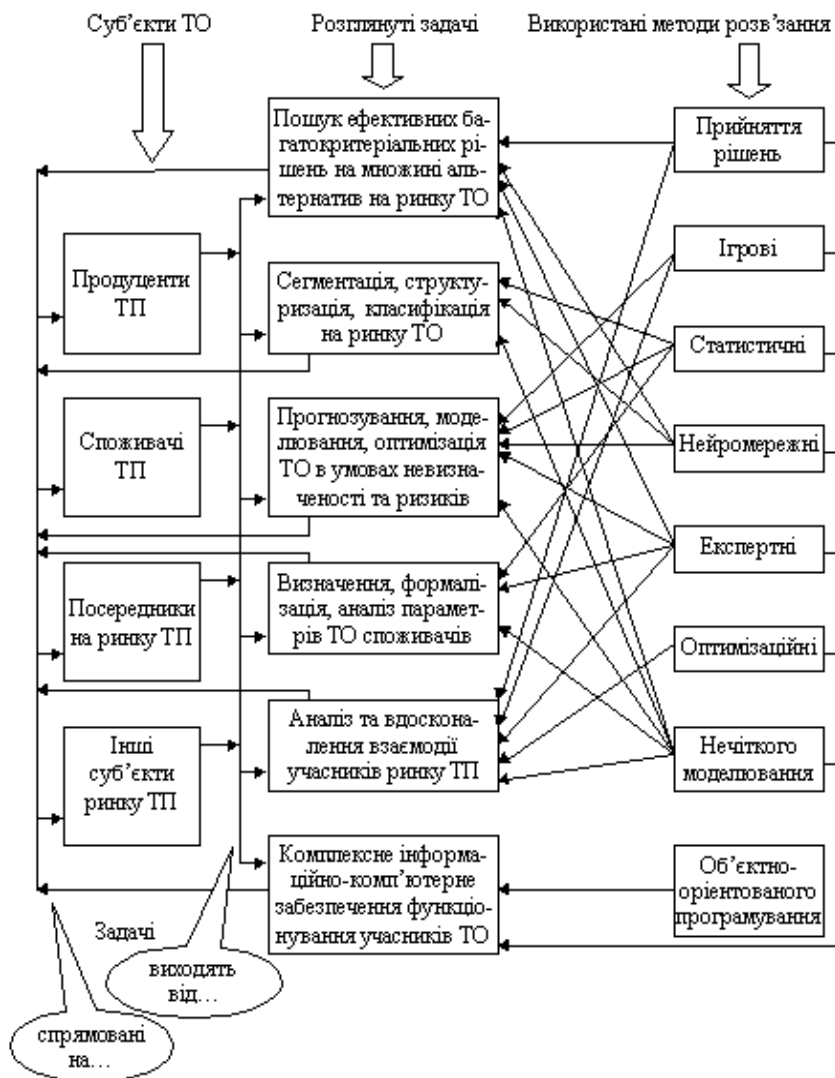 Суб’єкти ТО
Розглянуті задачі
Використані методи розв’язання
Пошук ефективних ба-
гатокритеріальних рі-
шень на множині аль-
тернатив на ринку ТО
Прийняття
рішень
Продуценти
ТП
Сегментація, структу-
ризація, класифікація
на ринку ТО
Ігрові
Статистичні
Споживачі
ТП
Прогнозування, моде-
лювання, оптимізація
ТО в умовах невизна-
ченості та ризиків
Нейромережні
Експертні
Посередники
на ринку ТП
Визначення, формалі-
зація, аналіз парамет-
рів ТО споживачів
Оптимізаційні
Інші
суб’єкти
ринку ТП
Аналіз та вдоскона-
лення взаємодії
учасників ринку ТП
Нечіткого
моделювання
Комплексне інформа-
ційно-комп’ютерне
забезпечення функціо-
нування учасників ТО
Об’єктно-
орієнтованого
програмування
Задачі
виходять
від...
спрямовані
на...